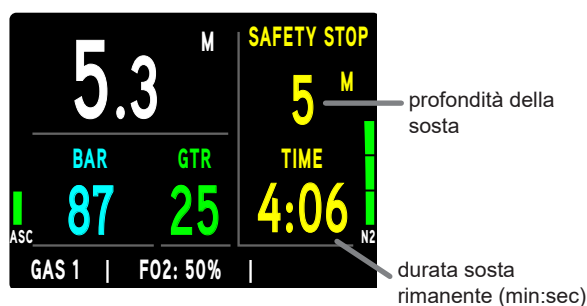 5.3 M
SAFETY STOP
5 M
profondità della
sosta
BAR GTR TIME
87 25 4:06
ASC N2
GAS 1 | FO2: 50% |
durata sosta
rimanente (min:sec)